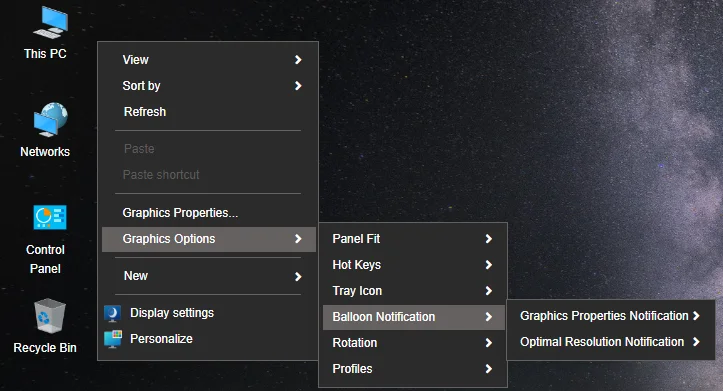 This PC
Networks
Control
Panel
Recycle Bin
View
Sort by
Refresh
Paste
Paste shortcut
Graphics Properties...
Graphics Options
New
Display settings
Personalize
Panel Fit
Hot Keys
Tray Icon
Balloon Notification
Rotation
Profiles
Graphics Properties Notification
Optimal Resolution Notification